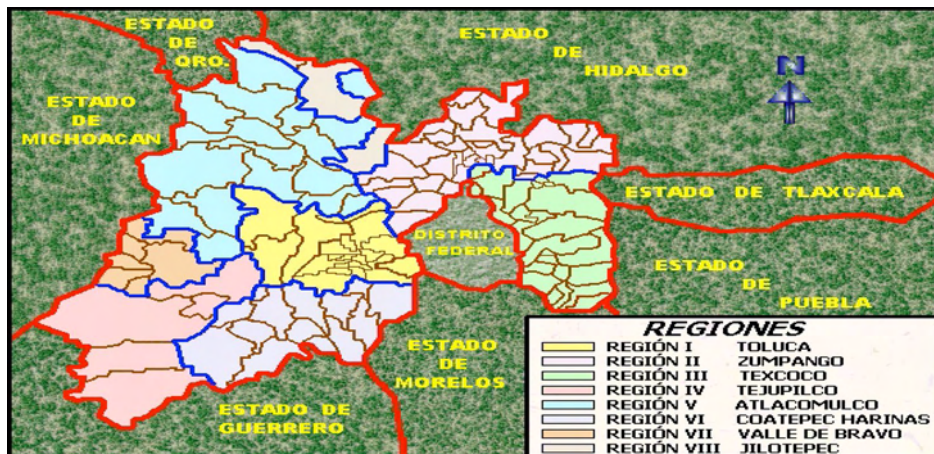 ESTADO
DE
QRO.
ESTADO
DE
HIDALGO
N
ESTADO
DE
MICHOACAN
ESTADO DE TLAXCALA
DISTRITO
FEDERAL
ESTADO
DE
PUEBLA
ESTADO
DE
MORELOS
ESTADO DE
GUERRERO
REGIONES
REGIÓN I TOLUCA
REGIÓN II ZUMPANGO
REGIÓN III TEXCOCO
REGIÓN IV TEJUPILCO
REGIÓN V ATLACOMULCO
REGIÓN VI COATEPEC HARINAS
REGIÓN VII VALLE DE BRAVO
REGIÓN VIII JILOTEPEC